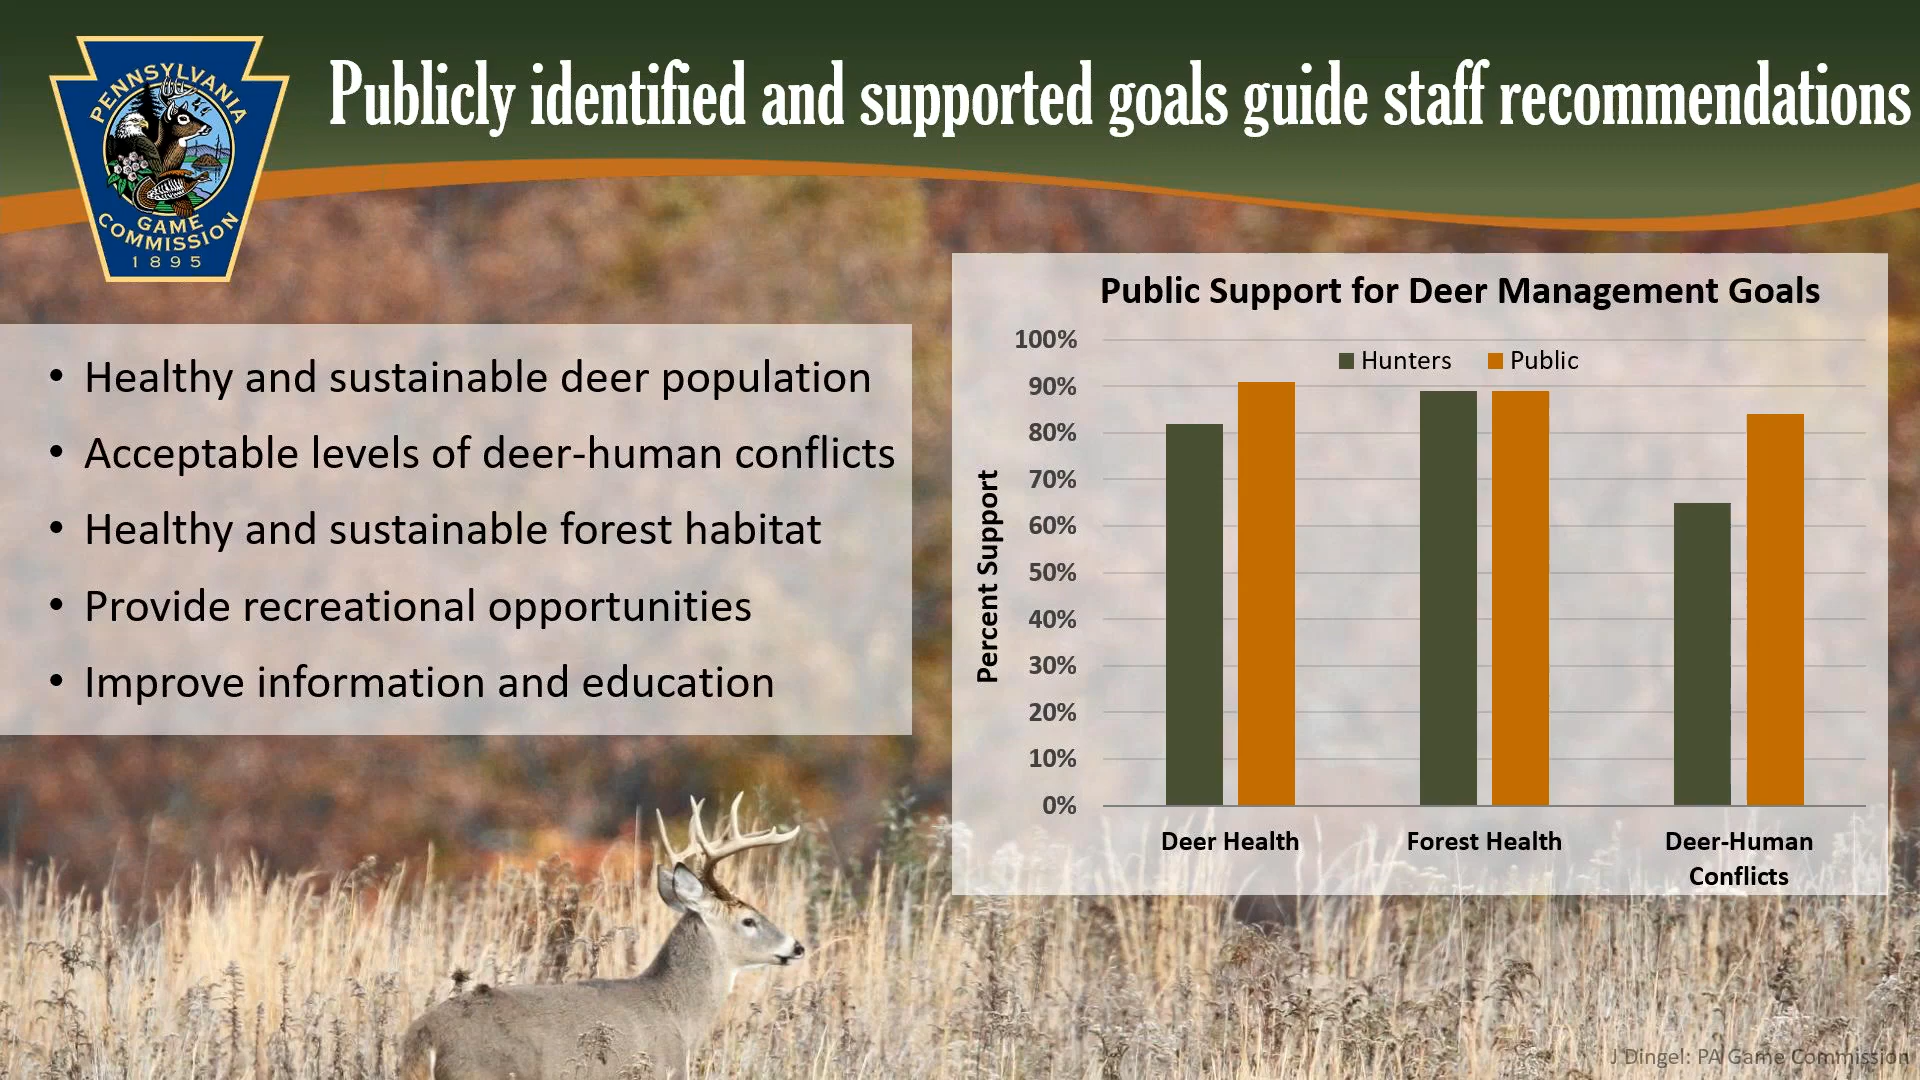 PENNSYLVANIA
GAME
COMMISSION
1895
Publicly identified and supported goals guide staff recommendations
• Healthy and sustainable deer population
• Acceptable levels of deer-human conflicts
• Healthy and sustainable forest habitat
• Provide recreational opportunities
• Improve information and education
Public Support for Deer Management Goals
Hunters Public
Percent Support
100%
90%
80%
70%
60%
50%
40%
30%
20%
10%
0%
Deer Health Forest Health Deer-Human
Conflicts
J Dingel: PA Game Commission